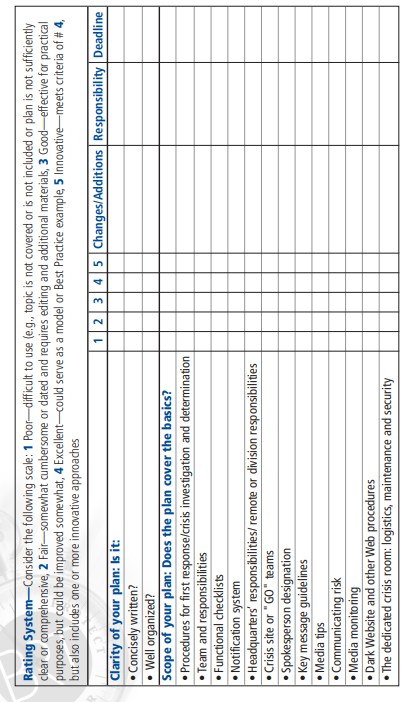 Rating System—Consider the following scale: 1 Poor—difficult to use (e.g., topic is not covered or is not included or plan is not sufficiently
clear or comprehensive, 2 Fair—somewhat cumbersome or dated and requires editing and additional materials, 3 Good—effective for practical
purposes, but could be improved somewhat, 4 Excellent—could serve as a model or Best Practice example, 5 Innovative—meets criteria of # 4,
but also includes one or more innovative approaches
1 2 3 4 5 Changes/Additions Responsibility Deadline
Clarity of your plan: Is it:
• Concisely written?
• Well organized?
Scope of your plan: Does the plan cover the basics?
• Procedures for first response/crisis investigation and determination
• Team and responsibilities
• Functional checklists
• Notification system
• Headquarters' responsibilities/ remote or division responsibilities
• Crisis site or " GO" teams
• Spokesperson designation
• Key message guidelines
• Media tips
• Communicating risk
• Media monitoring
• Dark Website and other Web procedures
• The dedicated crisis room: logistics, maintenance and security